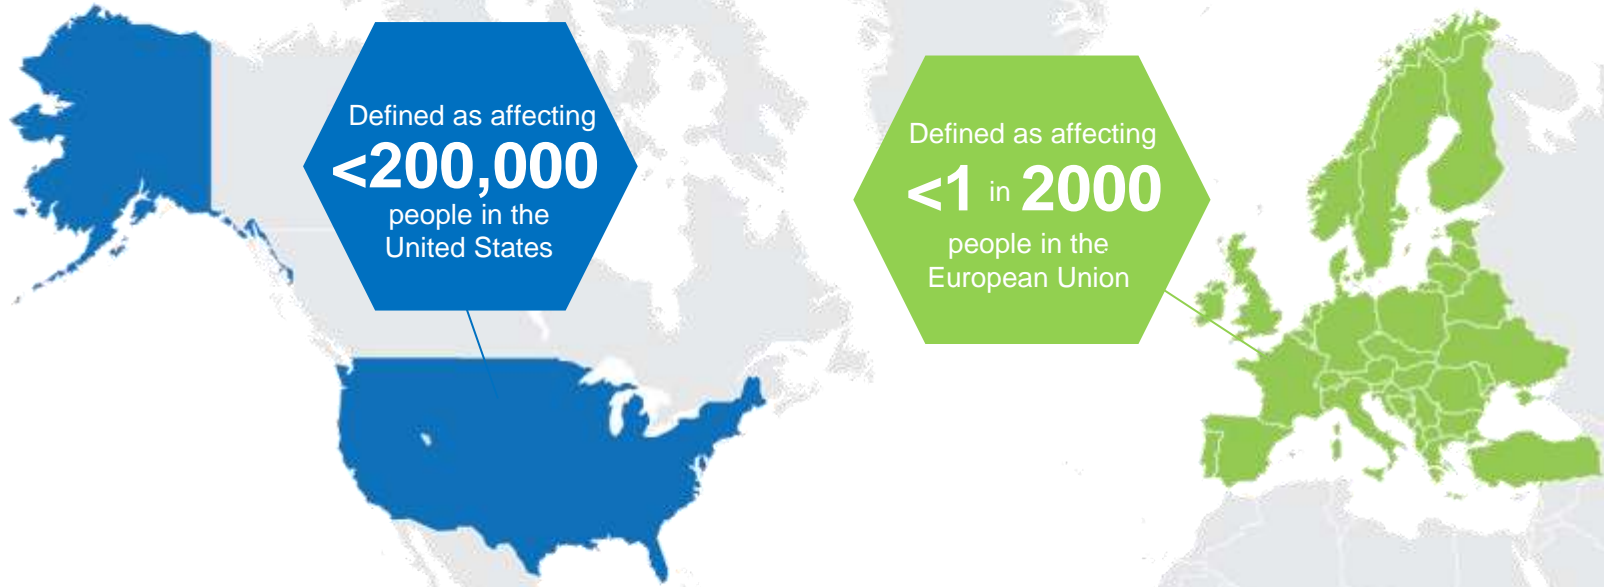 Defined as affecting
<200,000
people in the
United States
Defined as affecting
<1 in 2000
people in the
European Union